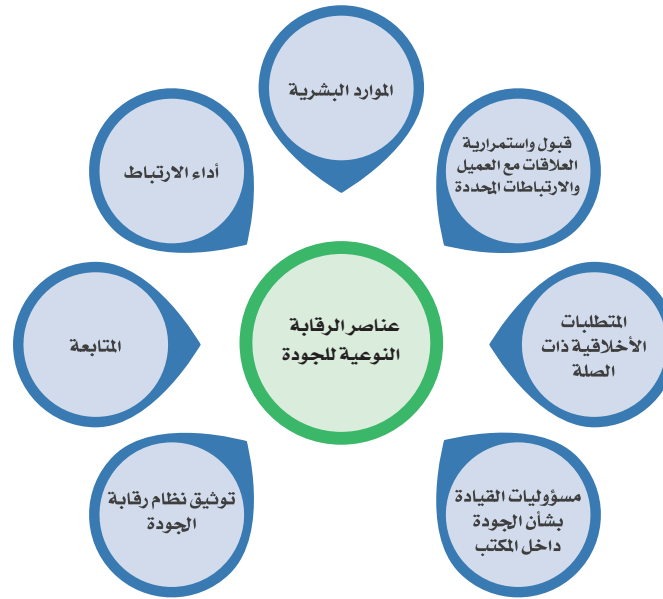 الموارد البشرية
قبول واستمرارية
العلاقات مع العميل
والارتباطات المحددة
أداء الارتباط
عناصر الرقابة
النوعية للجودة
المتطلبات
الأخلاقية ذات
الصلة
المتابعة
مسؤوليات القيادة
بشأن الجودة
داخل المكتب
توثيق نظام رقابة
الجودة